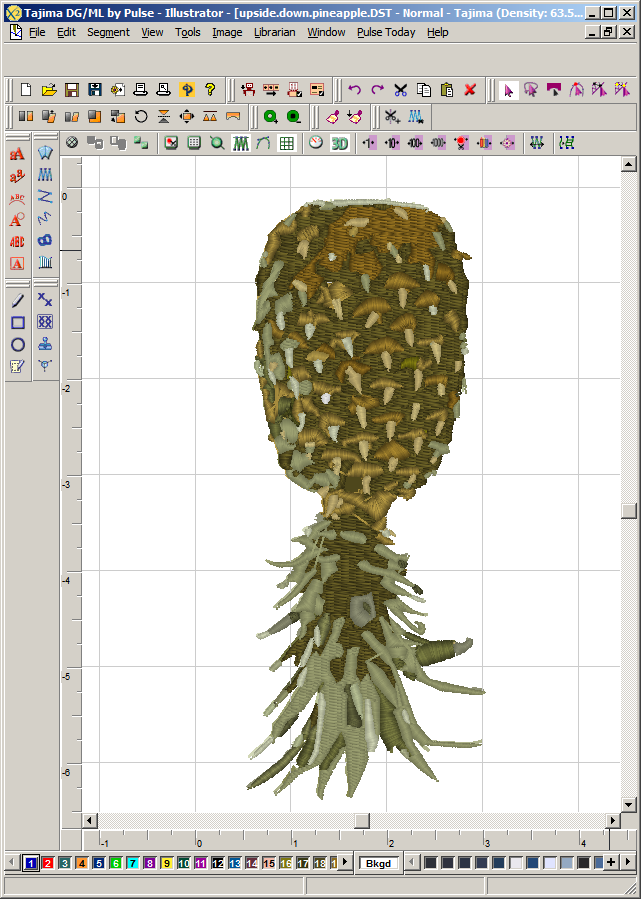 Tajima DG/ML by Pulse - Illustrator - [upside.down.pineapple.DST - Normal - Tajima (Density: 63.5...
File Edit Segment View Tools Image Librarian Window Pulse Today Help
3D
0
-1
-2
-3
-4
-5
-6
-1 0 1 2 3 4
1 2 3 4 5 6 7 8 9 10 11 12 13 14 15 16 17 18 Bkgd